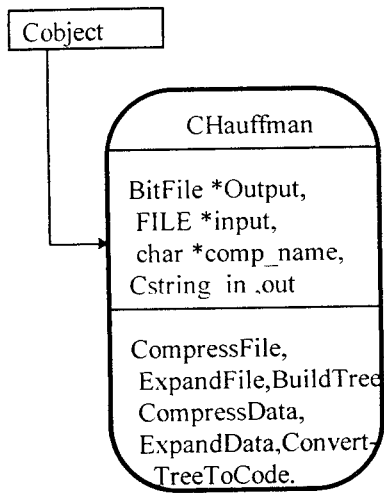 Cobject
CHauffman
BitFile *Output,
FILE *input,
char *comp_name,
Cstring in ,out
CompressFile,
ExpandFile,BuildTree
CompressData,
ExpandData,Convert-
TreeToCode.